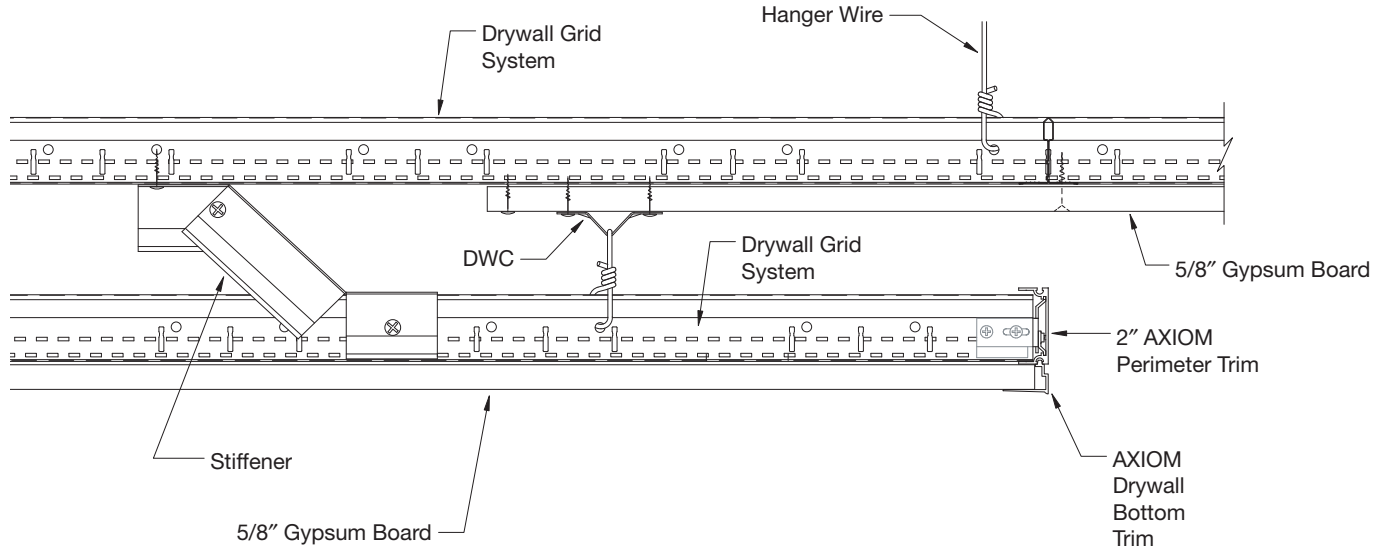 Hanger Wire
Drywall Grid
System
DWC
Drywall Grid
System
5/8″ Gypsum Board
2″ AXIOM
Perimeter Trim
Stiffener
AXIOM
Drywall
Bottom
Trim
5/8″ Gypsum Board